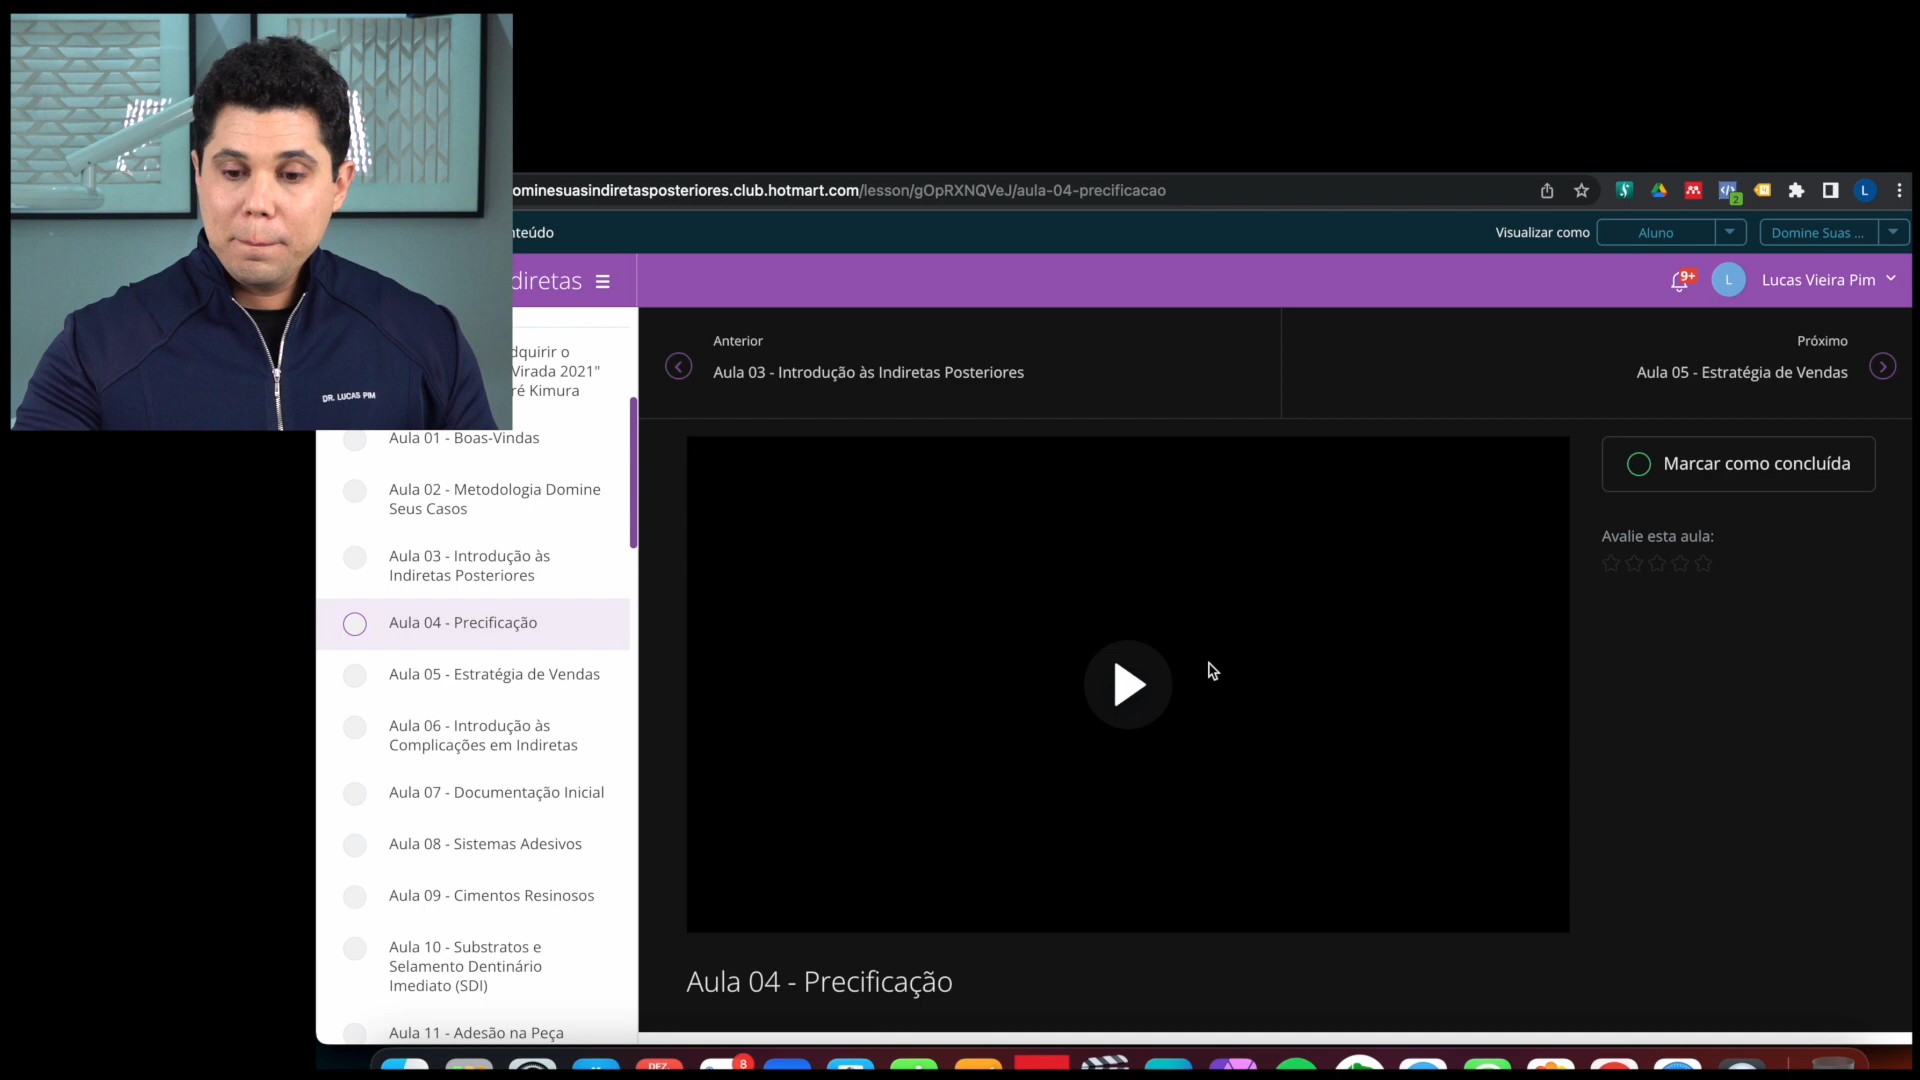 DR. LUCAS PIM
ominesuasindiretasposteriores.club.hotmart.com/lesson/gOpRXNQVeJ/aula-04-precificacao
2
L
nteúdo
Visualizar como
Aluno
Domine Suas ...
diretas
9+
L
Lucas Vieira Pim
dquirir o
Virada 2021"
ré Kimura
Aula 01 - Boas-Vindas
Aula 02 - Metodologia Domine
Seus Casos
Aula 03 - Introdução às
Indiretas Posteriores
Aula 04 - Precificação
Aula 05 - Estratégia de Vendas
Aula 06 - Introdução às
Complicações em Indiretas
Aula 07 - Documentação Inicial
Aula 08 - Sistemas Adesivos
Aula 09 - Cimentos Resinosos
Aula 10 - Substratos e
Selamento Dentinário
Imediato (SDI)
Aula 11 - Adesão na Peça
Anterior
Aula 03 - Introdução às Indiretas Posteriores
Próximo
Aula 05 - Estratégia de Vendas
Marcar como concluída
Avalie esta aula:
Aula 04 - Precificação
DEZ.
8